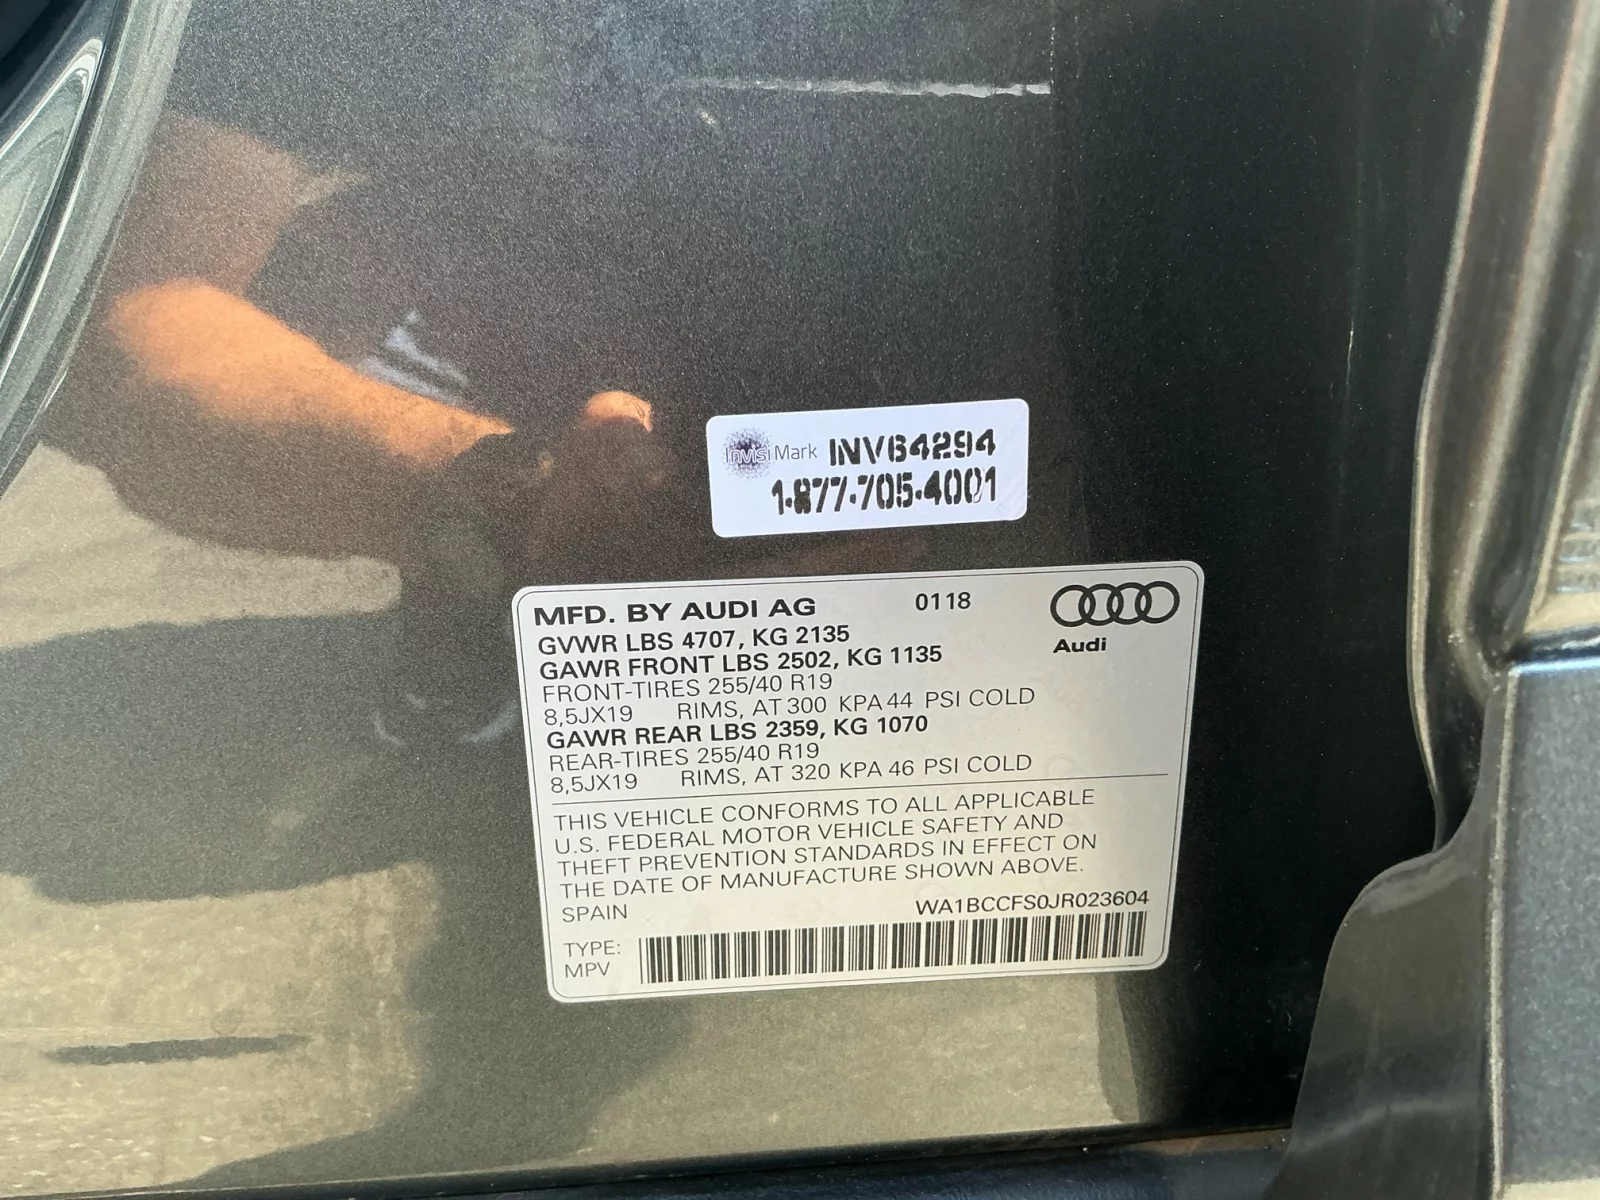 InvisiMark INV64294
1-877-705-4001
MFD. BY AUDI AG 0118
GVWR LBS 4707, KG 2135
GAWR FRONT LBS 2502, KG 1135
FRONT-TIRES 255/40 R19
8,5JX19 RIMS, AT 300 KPA 44 PSI COLD
GAWR REAR LBS 2359, KG 1070
REAR-TIRES 255/40 R19
8,5JX19 RIMS, AT 320 KPA 46 PSI COLD
Audi
THIS VEHICLE CONFORMS TO ALL APPLICABLE
U.S. FEDERAL MOTOR VEHICLE SAFETY AND
THEFT PREVENTION STANDARDS IN EFFECT ON
THE DATE OF MANUFACTURE SHOWN ABOVE.
SPAIN WA1BCCFS0JR023604
TYPE:
MPV